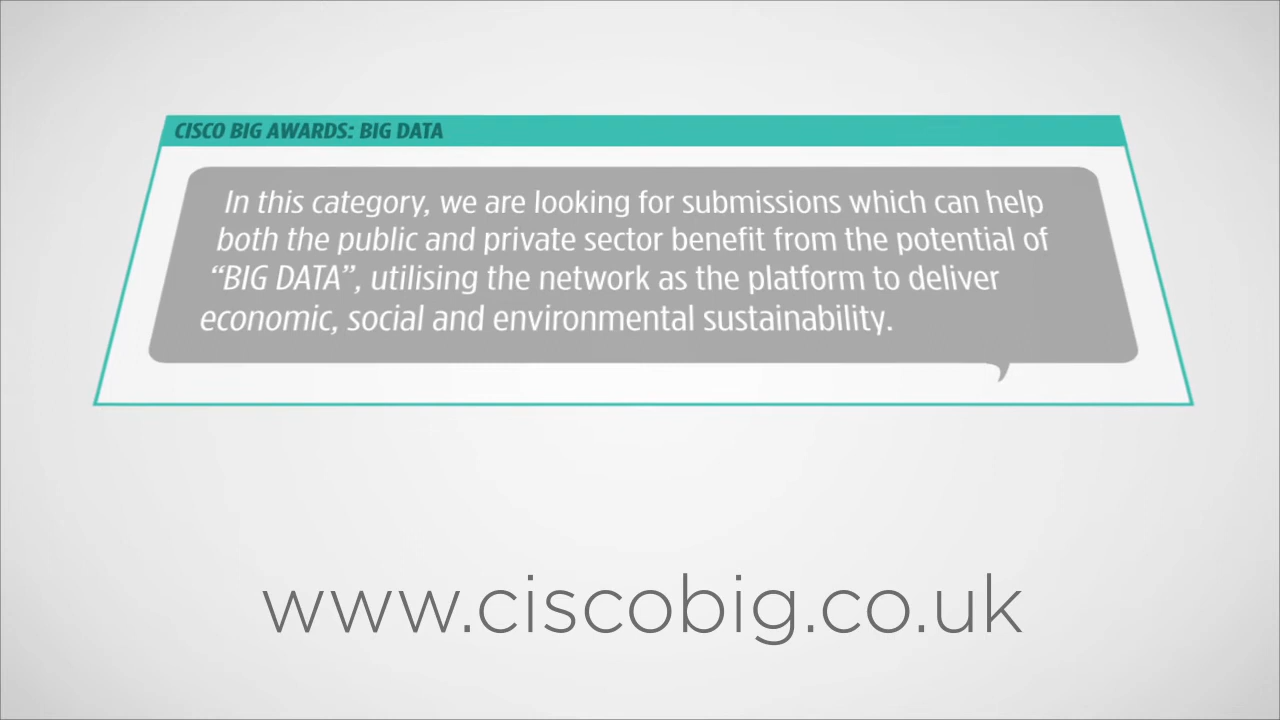 CISCO BIG AWARDS: BIG DATA
In this category, we are looking for submissions which can help
both the public and private sector benefit from the potential of
“BIG DATA”, utilising the network as the platform to deliver
economic, social and environmental sustainability.
www.ciscobig.co.uk